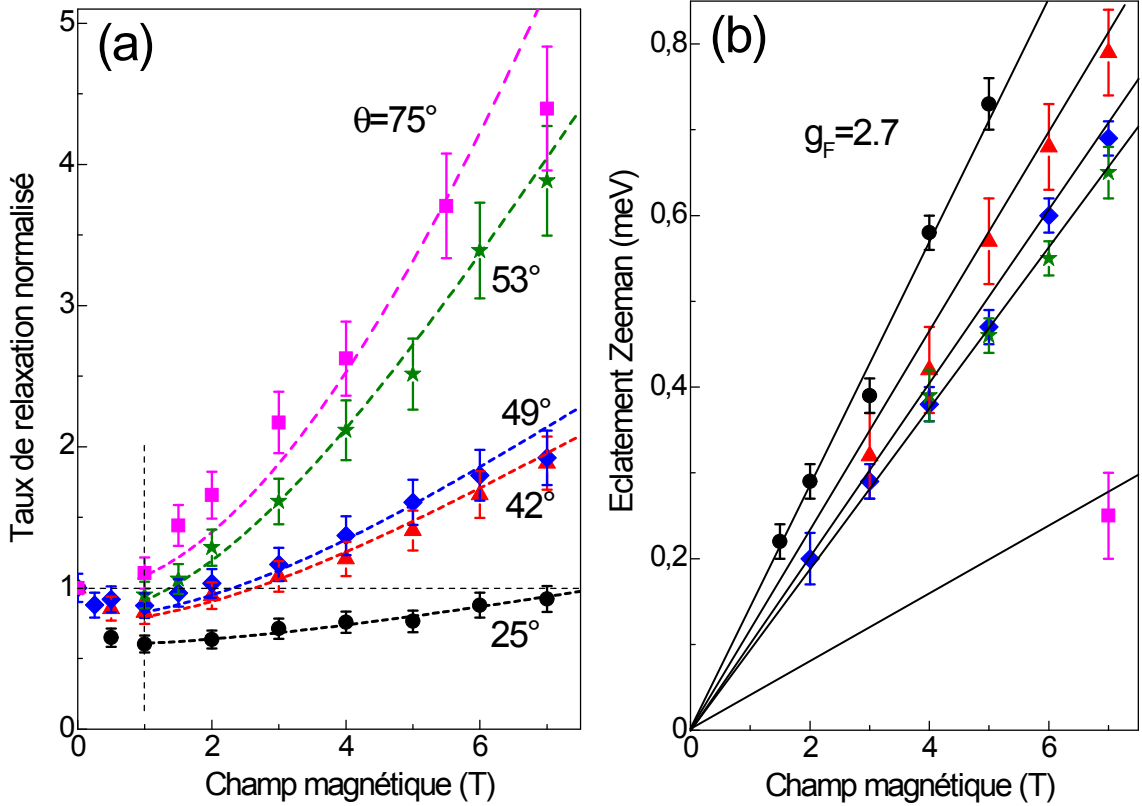 (a)
θ=75°
53°
49°
42°
25°
5
4
3
2
1
0
0
2
4
6
Taux de relaxation normalisé
Champ magnétique (T)
(b)
g_F=2.7
0,8
0,6
0,4
0,2
0
2
4
6
Eclatement Zeeman (meV)
Champ magnétique (T)